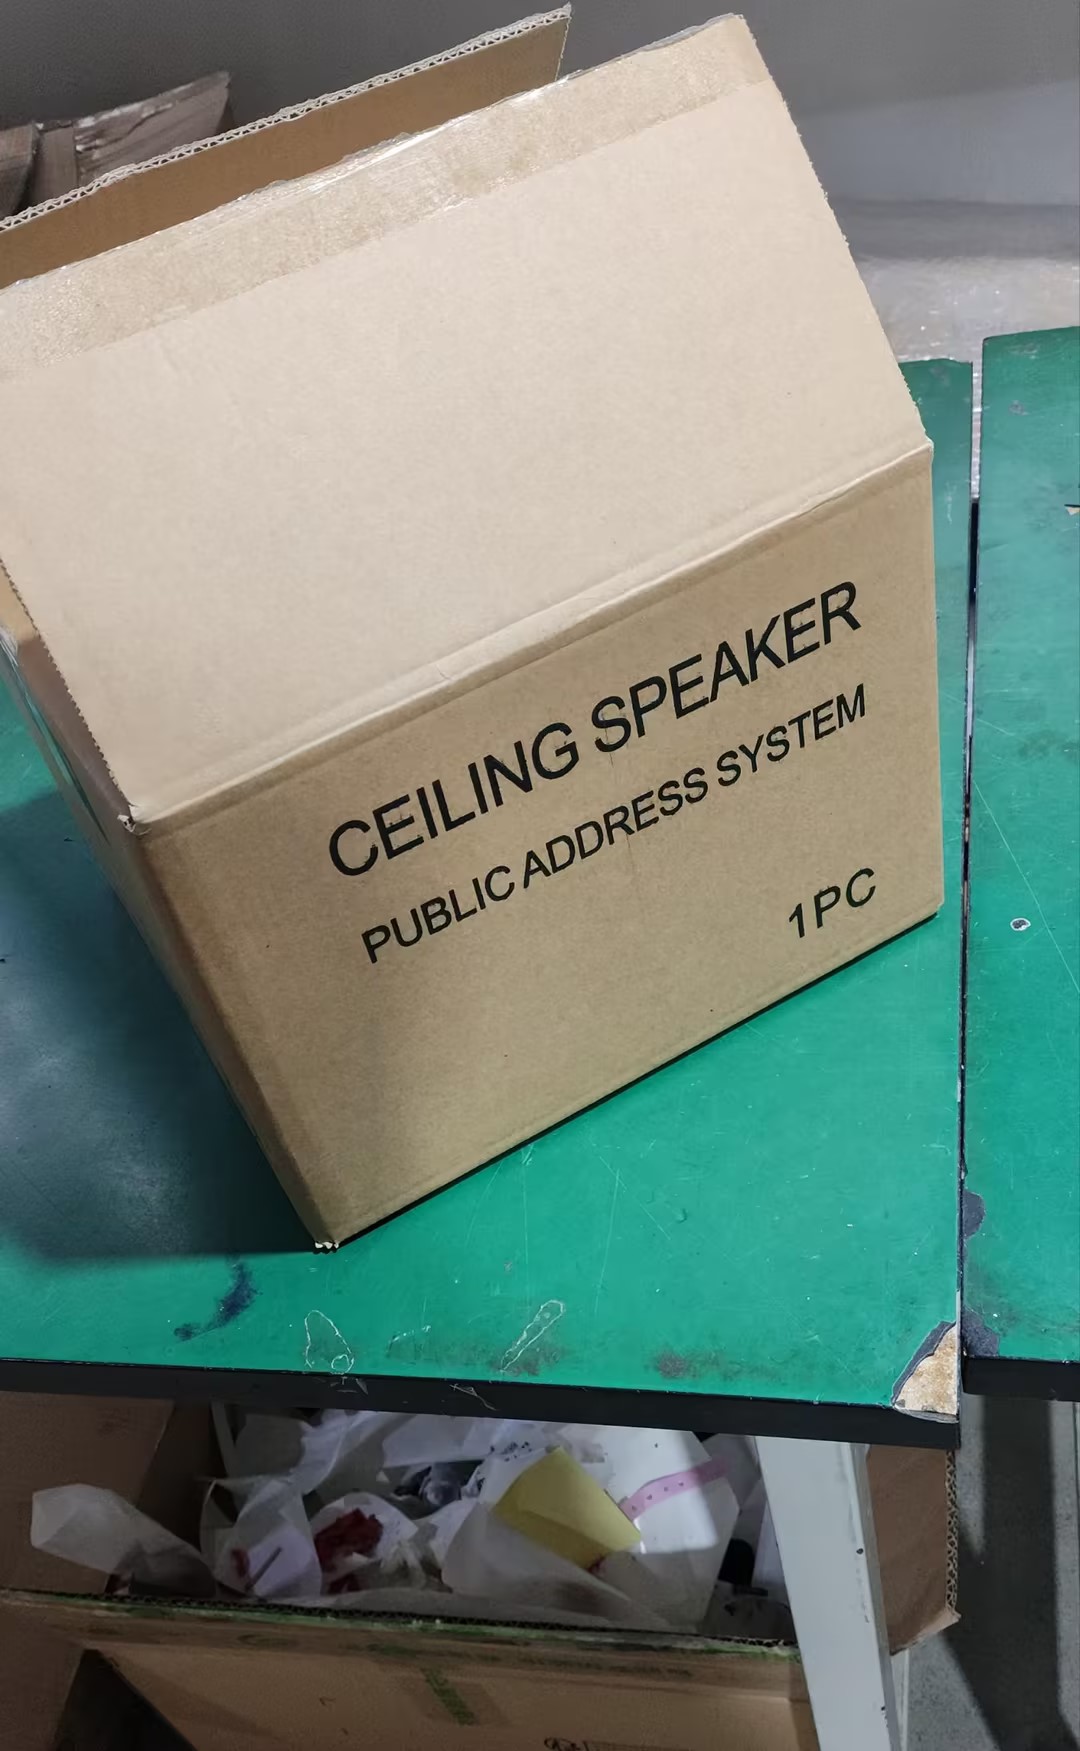 CEILING SPEAKER
PUBLIC ADDRESS SYSTEM
1PC